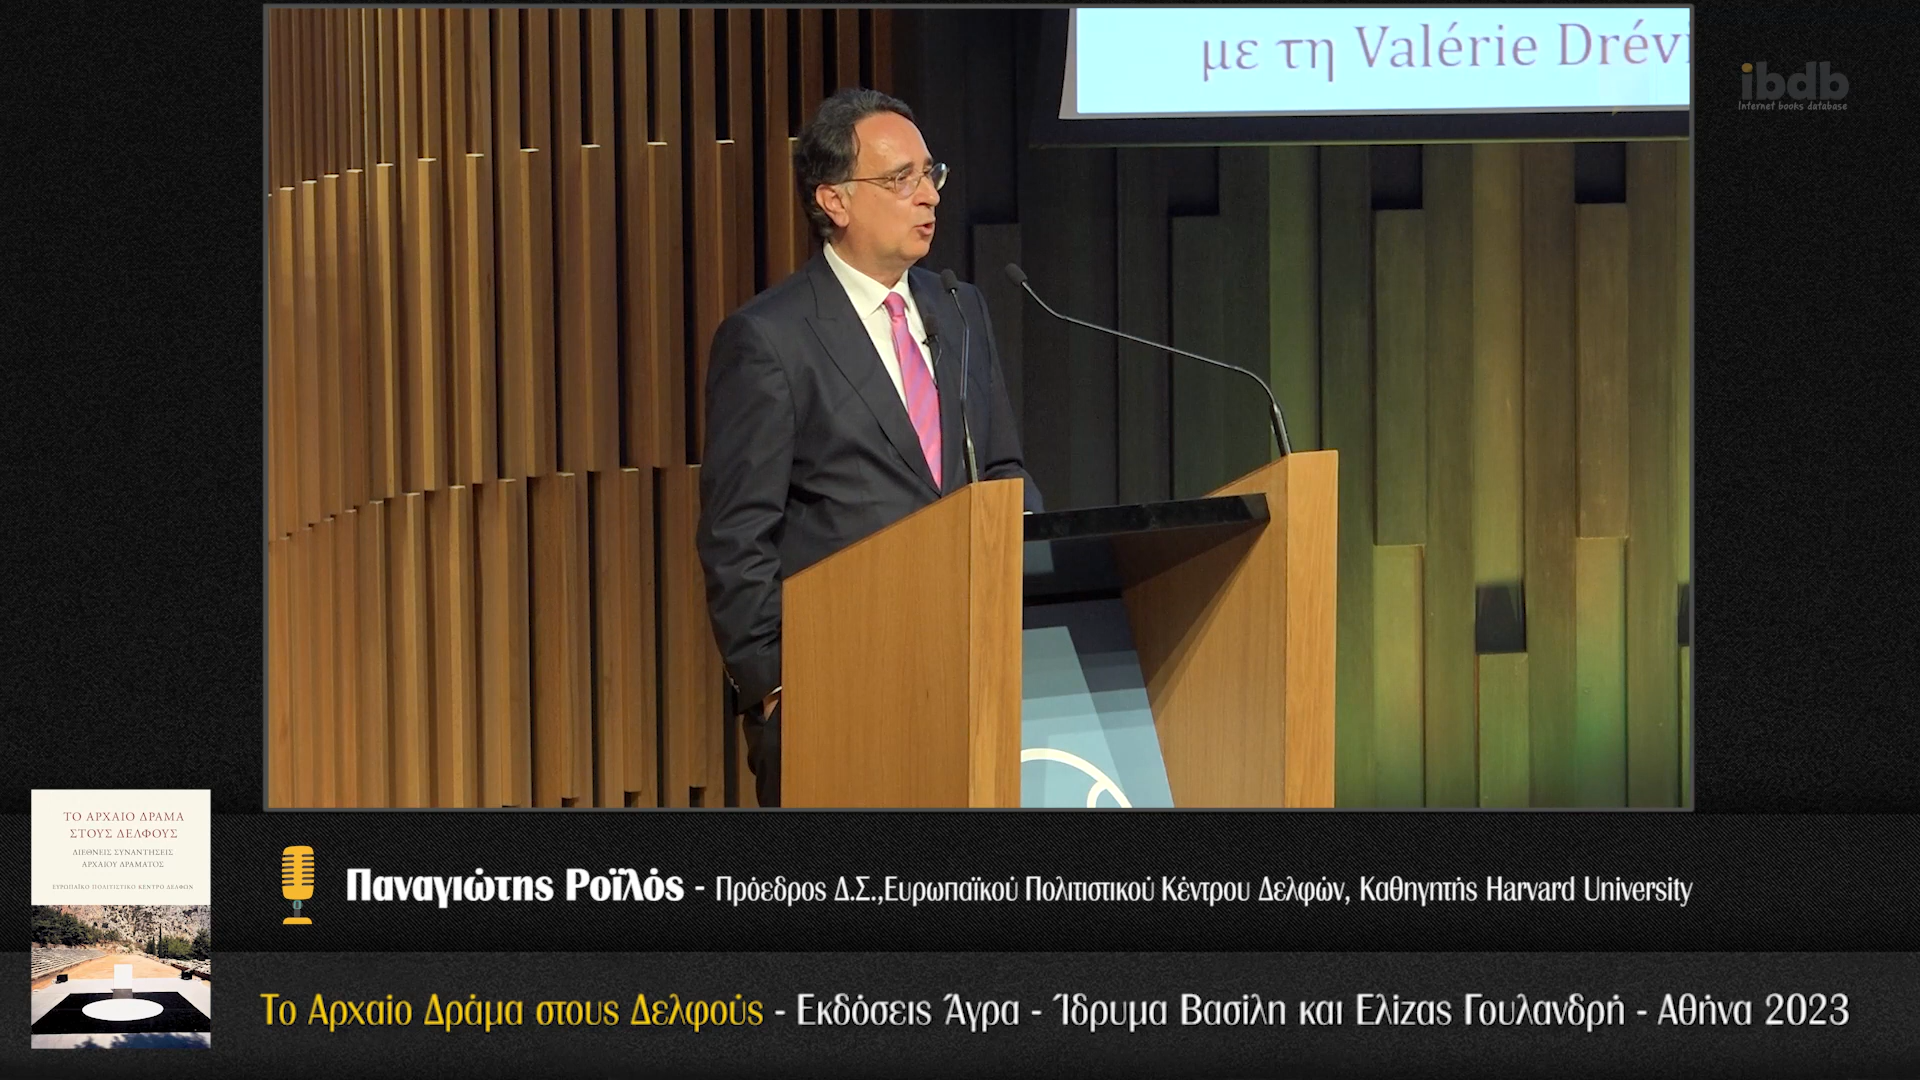 με τη Valérie Drévi
ibdb
Internet books database
ΤΟ ΑΡΧΑΙΟ ΔΡΑΜΑ
ΣΤΟΥΣ ΔΕΛΦΟΥΣ
ΔΙΕΘΝΕΙΣ ΣΥΝΑΝΤΗΣΕΙΣ
ΑΡΧΑΙΟΥ ΔΡΑΜΑΤΟΣ
ΕΥΡΩΠΑΪΚΟ ΠΟΛΙΤΙΣΤΙΚΟ ΚΕΝΤΡΟ ΔΕΛΦΩΝ
Παναγιώτης Ροϊλός - Πρόεδρος Δ.Σ.,Ευρωπαϊκού Πολιτιστικού Κέντρου Δελφών, Καθηγητής Harvard University
Το Αρχαίο Δράμα στους Δελφούς - Εκδόσεις Άγρα - Ίδρυμα Βασίλη και Ελίζας Γουλανδρή - Αθήνα 2023